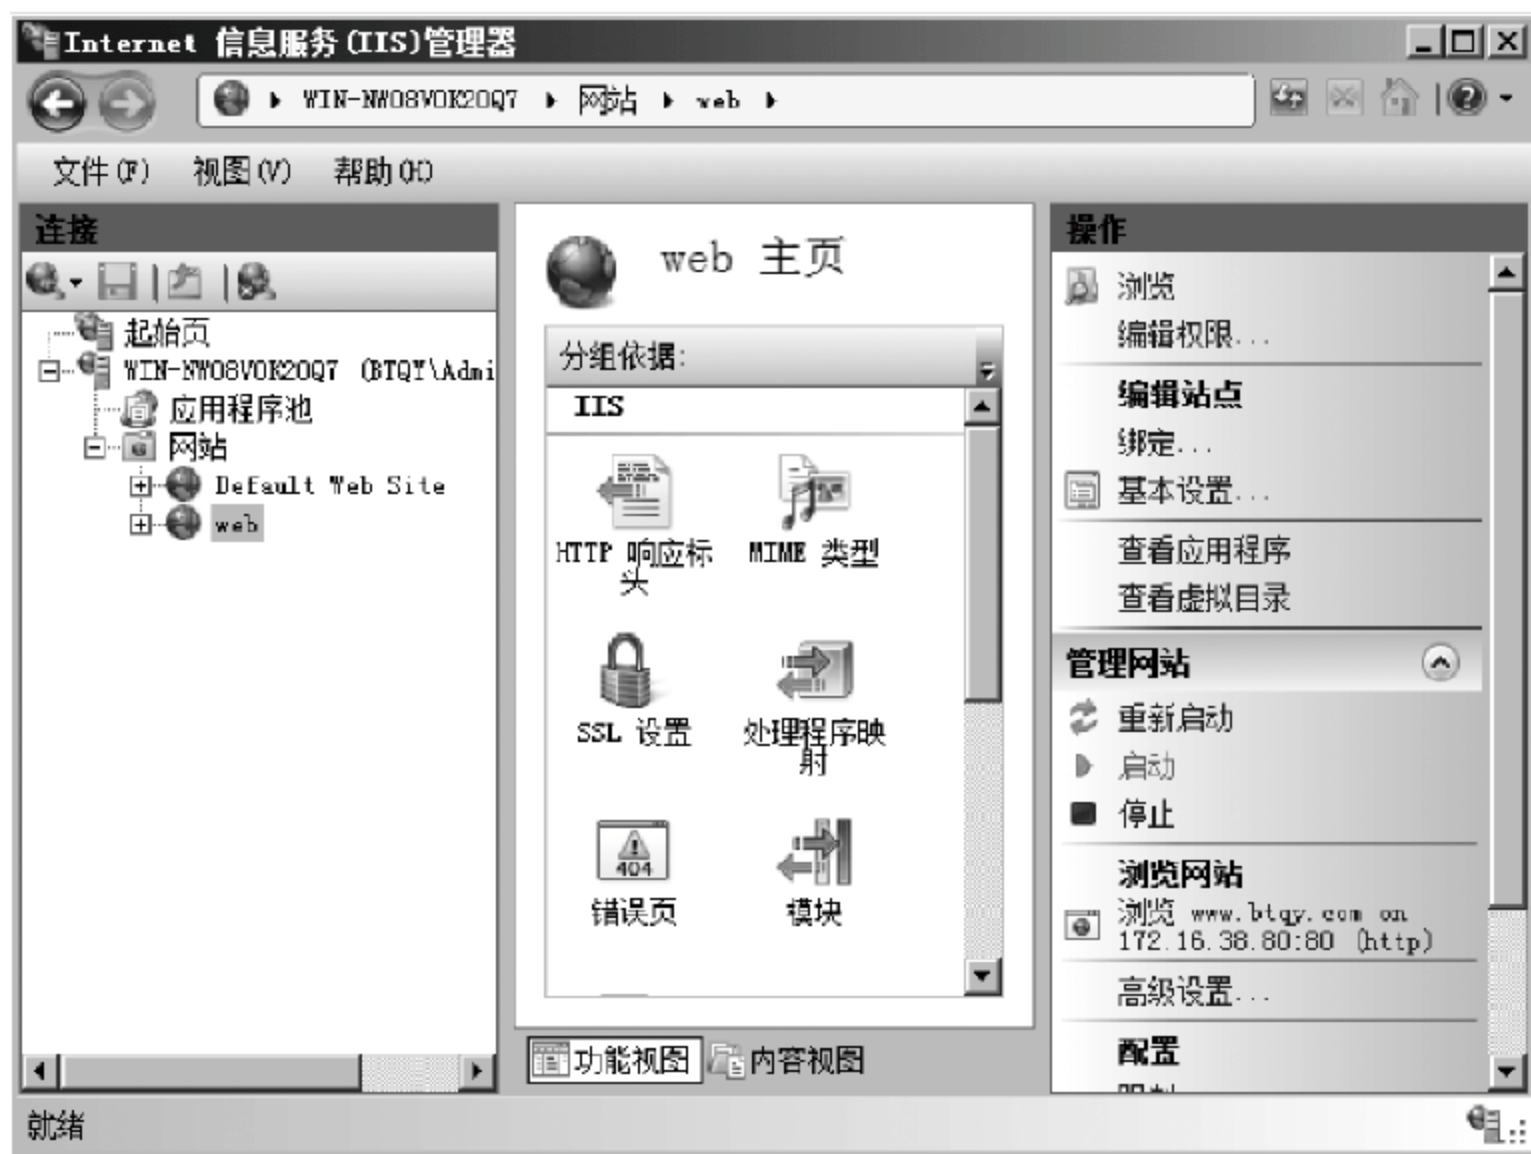 Internet 信息服务(IIS)管理器
WIN-NW08VOK20Q7 网站 web
文件(F) 视图(V) 帮助(H)
连接
起始页
WIN-NW08VOK20Q7 (BTQY\Admi
应用程序池
网站
Default Web Site
web
web 主页
分组依据:
IIS
HTTP 响应标
头
MIME 类型
SSL 设置
处理程序映
射
404
错误页
模块
功能视图
内容视图
操作
浏览
编辑权限...
编辑站点
绑定...
基本设置...
查看应用程序
查看虚拟目录
管理网站
重新启动
启动
停止
浏览网站
浏览 www.btqy.com on
172.16.38.80:80 (http)
高级设置...
配置
就绪